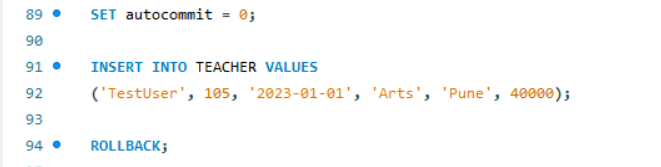 89 SET autocommit = 0;
90
91 INSERT INTO TEACHER VALUES
92 ('TestUser', 105, '2023-01-01', 'Arts', 'Pune', 40000);
93
94 ROLLBACK;